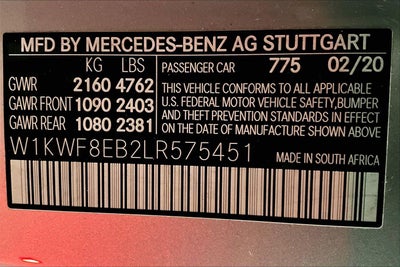 MFD BY MERCEDES-BENZ AG STUTTGART
KG LBS PASSENGER CAR 775 02/20
GVWR 2160 4762
GAWR FRONT 1090 2403
GAWR REAR 1080 2381
THIS VEHICLE CONFORMS TO ALL APPLICABLE
U.S. FEDERAL MOTOR VEHICLE SAFETY, BUMPER
AND THEFT PREVENTION STANDARDS IN EFFECT
ON THE DATE OF MANUFACTURE SHOWN ABOVE
W1KWF8EB2LR575451 MADE IN SOUTH AFRICA